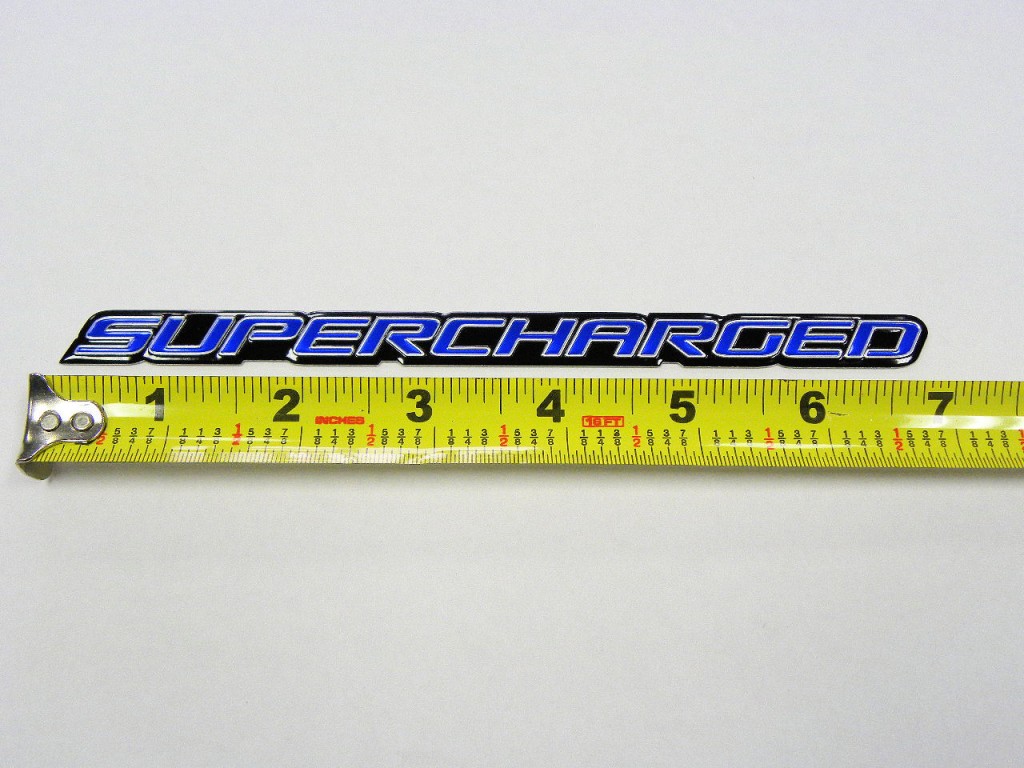 SUPERCHARGED
1 2 3 4 5 6 7
INCHES 16 FT